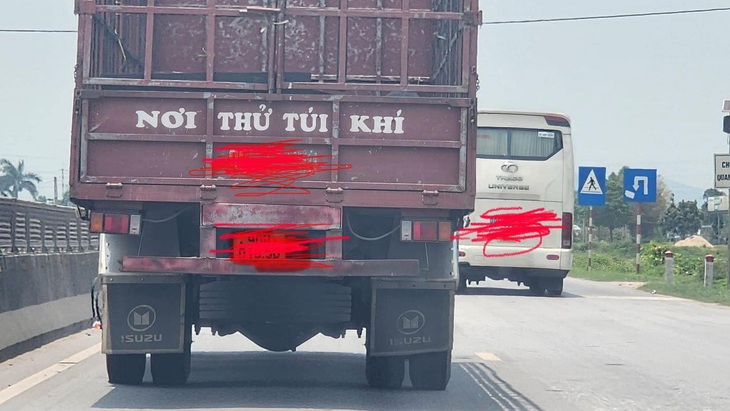 NƠI THỬ TÚI KHÍ
THACO
UNIVERSE
ISUZU
ISUZU